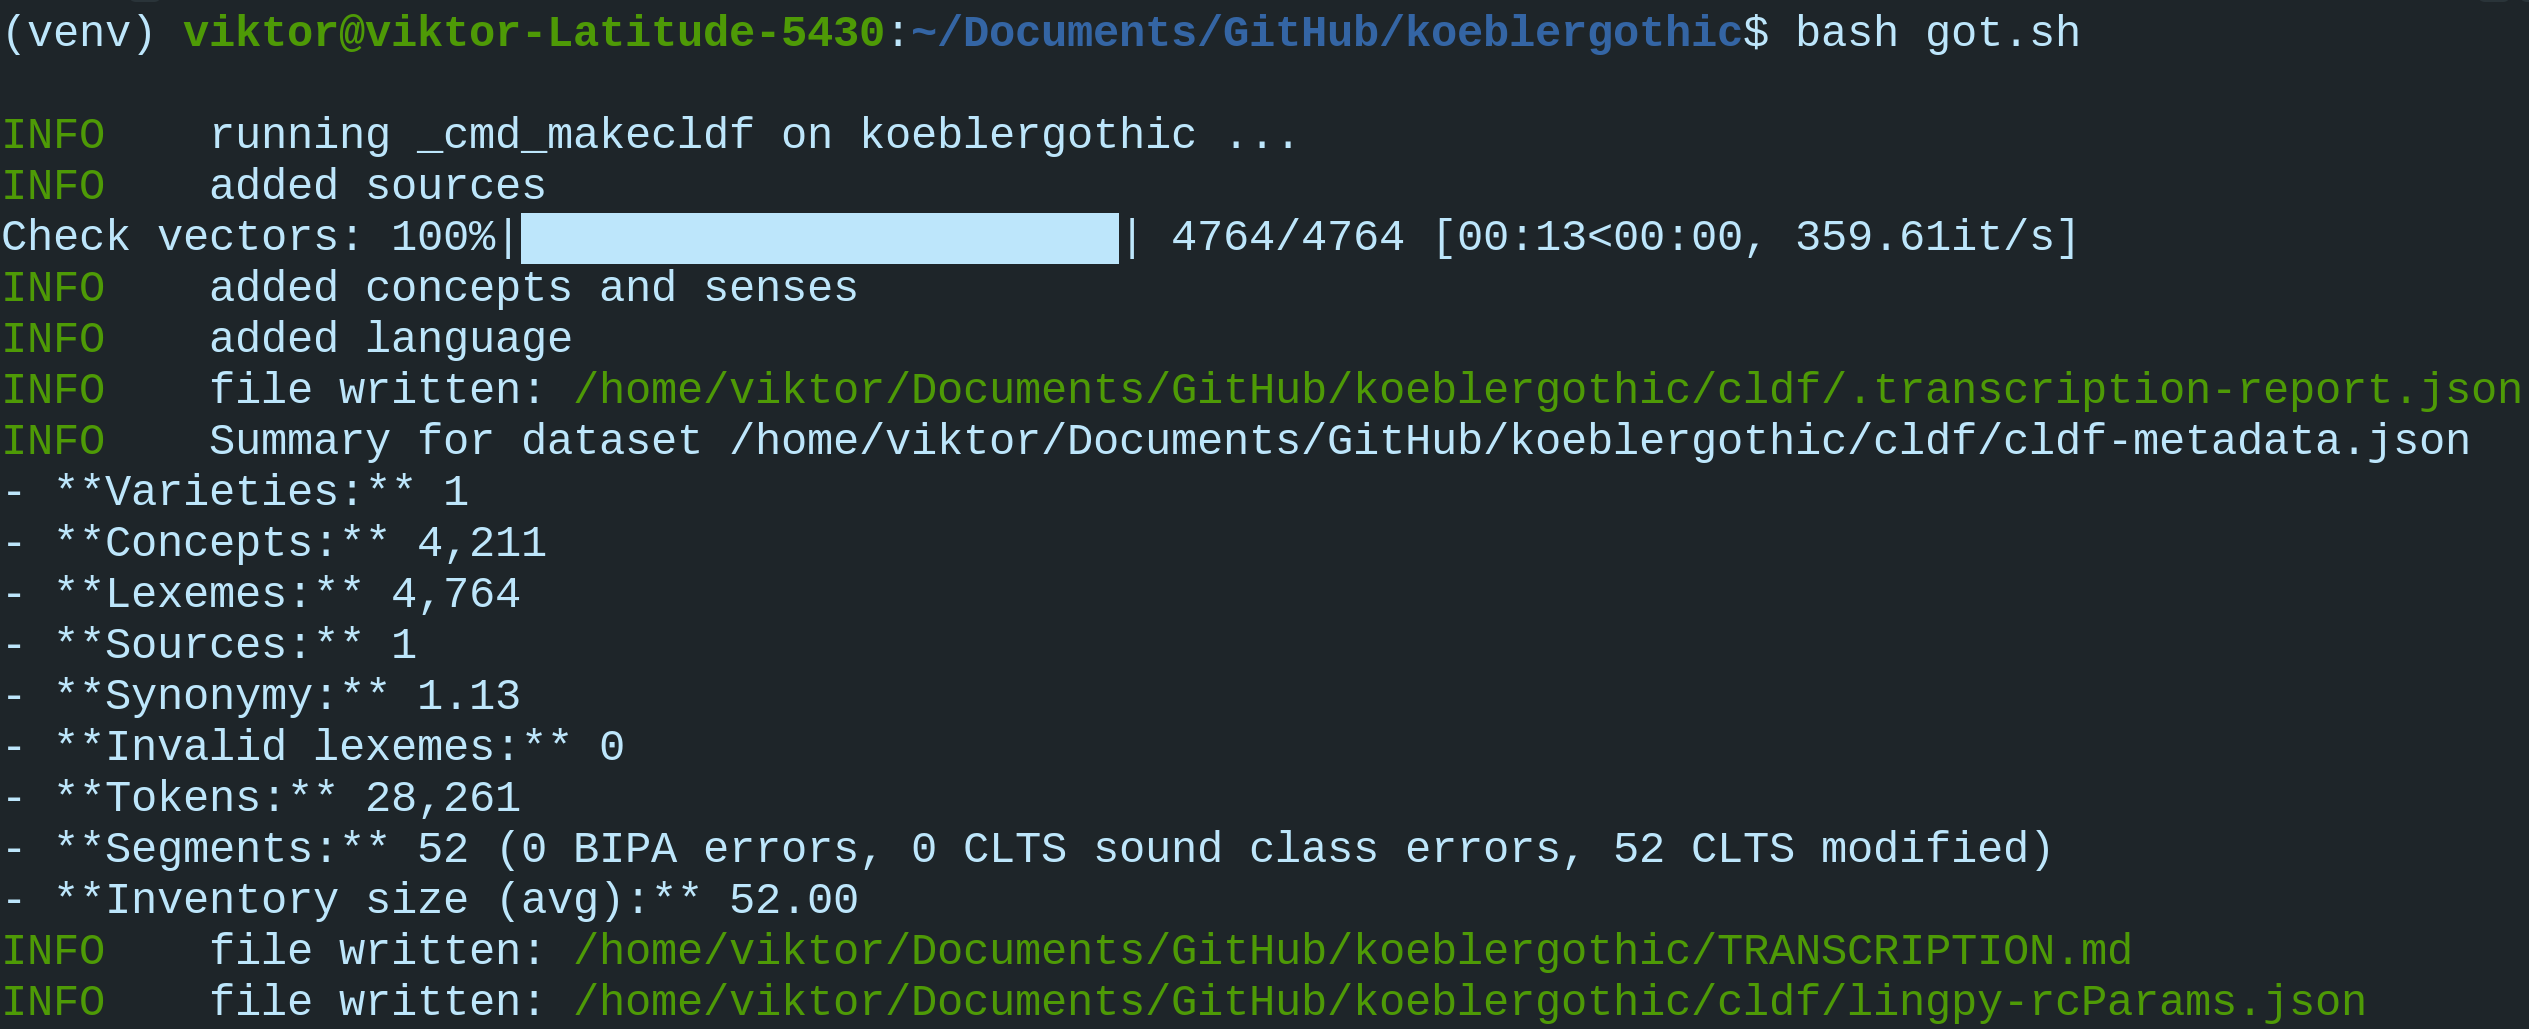 (venv) viktor@viktor-Latitude-5430:~/Documents/GitHub/koeblergothic$ bash got.sh
INFO    running _cmd_makecldf on koeblergothic ...
INFO    added sources
Check vectors: 100%|███████████████████████| 4764/4764 [00:13<00:00, 359.61it/s]
INFO    added concepts and senses
INFO    added language
INFO    file written: /home/viktor/Documents/GitHub/koeblergothic/cldf/.transcription-report.json
INFO    Summary for dataset /home/viktor/Documents/GitHub/koeblergothic/cldf/cldf-metadata.json
- **Varieties:** 1
- **Concepts:** 4,211
- **Lexemes:** 4,764
- **Sources:** 1
- **Synonymy:** 1.13
- **Invalid lexemes:** 0
- **Tokens:** 28,261
- **Segments:** 52 (0 BIPA errors, 0 CLTS sound class errors, 52 CLTS modified)
- **Inventory size (avg):** 52.00
INFO    file written: /home/viktor/Documents/GitHub/koeblergothic/TRANSCRIPTION.md
INFO    file written: /home/viktor/Documents/GitHub/koeblergothic/cldf/lingpy-rcParams.json